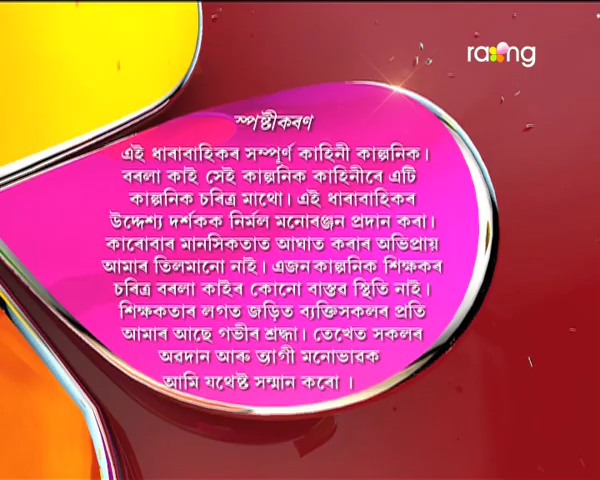 rang
স্পষ্টীকৰণ
এই ধাৰাবাহিকৰ সম্পূৰ্ণ কাহিনী কাল্পনিক।
বৰলা কাই সেই কাল্পনিক কাহিনীৰে এটি
কাল্পনিক চৰিত্ৰ মাথো। এই ধাৰাবাহিকৰ
উদ্দেশ্য দৰ্শকক নিৰ্মল মনোৰঞ্জন প্ৰদান কৰা।
কাৰোবাৰ মানসিকতাত আঘাত কৰাৰ অভিপ্ৰায়
আমাৰ তিলমানো নাই। এজন কাল্পনিক শিক্ষকৰ
চৰিত্ৰ বৰলা কাইৰ কোনো বাস্তৱ স্থিতি নাই।
শিক্ষকতাৰ লগত জড়িত ব্যক্তিসকলৰ প্ৰতি
আমাৰ আছে গভীৰ শ্ৰদ্ধা। তেখেত সকলৰ
অৱদান আৰু ত্যাগী মনোভাৱক
আমি যথেষ্ট সন্মান কৰো ।